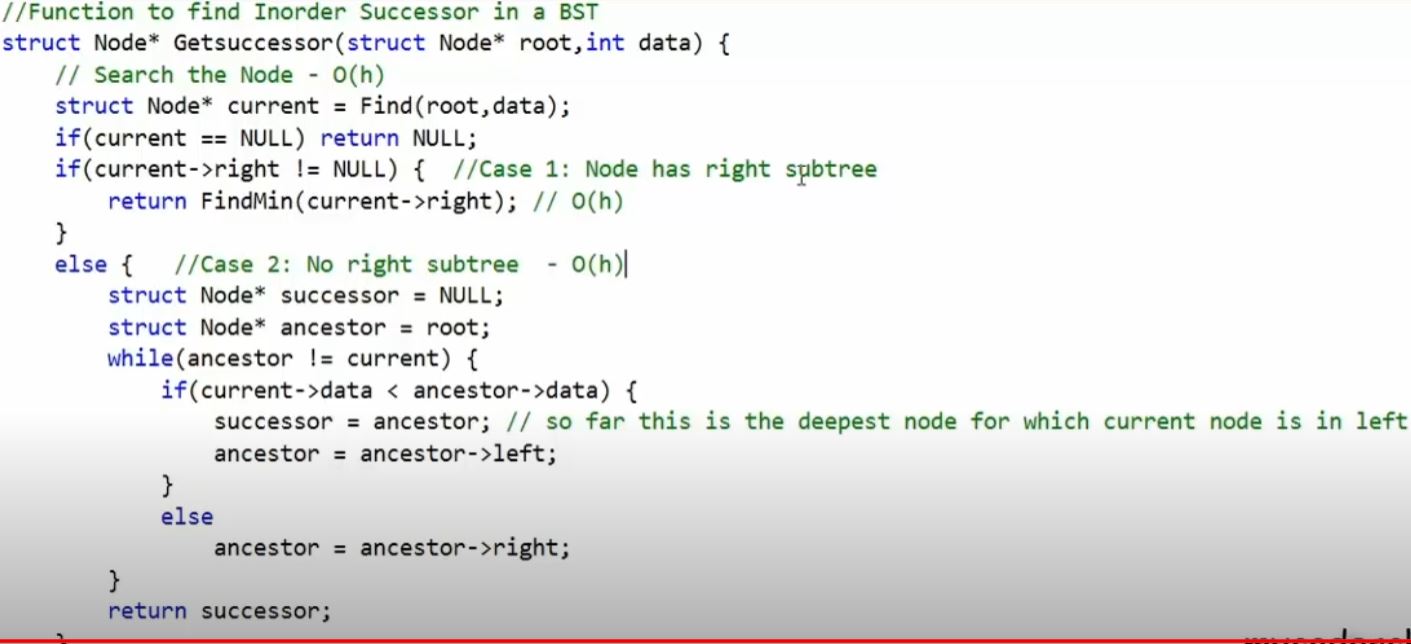 //Function to find Inorder Successor in a BST
struct Node* Getsuccessor(struct Node* root,int data) {
    // Search the Node - O(h)
    struct Node* current = Find(root,data);
    if(current == NULL) return NULL;
    if(current->right != NULL) {  //Case 1: Node has right subtree
        return FindMin(current->right); // O(h)
    }
    else {   //Case 2: No right subtree  - O(h)
        struct Node* successor = NULL;
        struct Node* ancestor = root;
        while(ancestor != current) {
            if(current->data < ancestor->data) {
                successor = ancestor; // so far this is the deepest node for which current node is in left
                ancestor = ancestor->left;
            }
            else
                ancestor = ancestor->right;
        }
        return successor;
    }